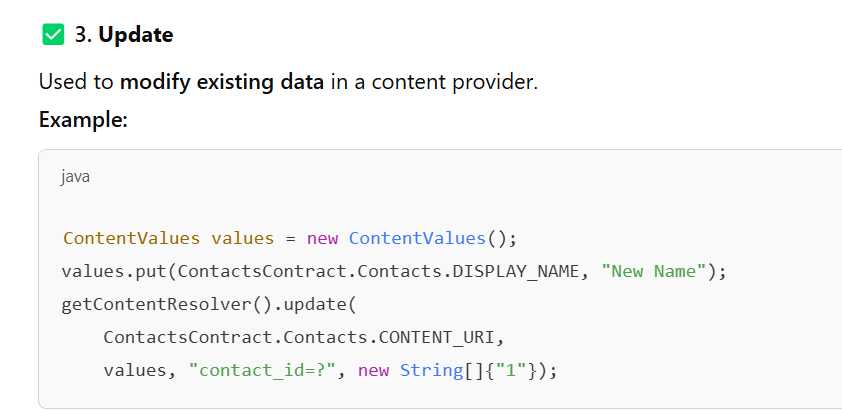 ✅ 3. Update
Used to modify existing data in a content provider.
Example:
java
ContentValues values = new ContentValues();
values.put(ContactsContract.Contacts.DISPLAY_NAME, "New Name");
getContentResolver().update(
    ContactsContract.Contacts.CONTENT_URI,
    values, "contact_id=?", new String[]{"1"});